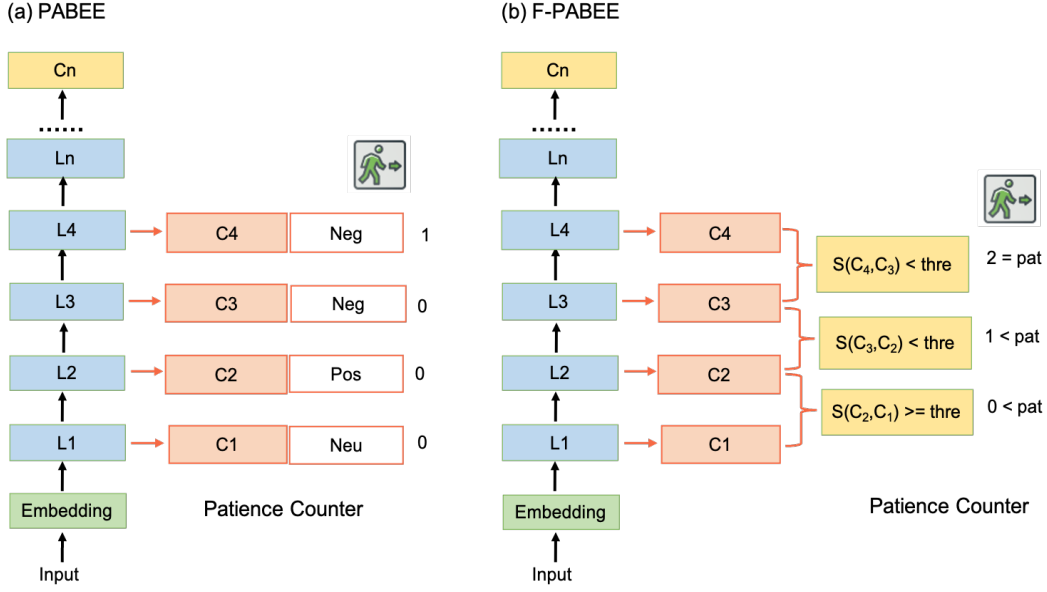 (a) PABEE
Cn
......
Ln
L4 C4 Neg 1
L3 C3 Neg 0
L2 C2 Pos 0
L1 C1 Neu 0
Embedding
Patience Counter
Input
(b) F-PABEE
Cn
......
Ln
L4 C4
S(C₄,C₃) < thre 2 = pat
L3 C3
S(C₃,C₂) < thre 1 < pat
L2 C2
S(C₂,C₁) >= thre 0 < pat
L1 C1
Embedding
Patience Counter
Input